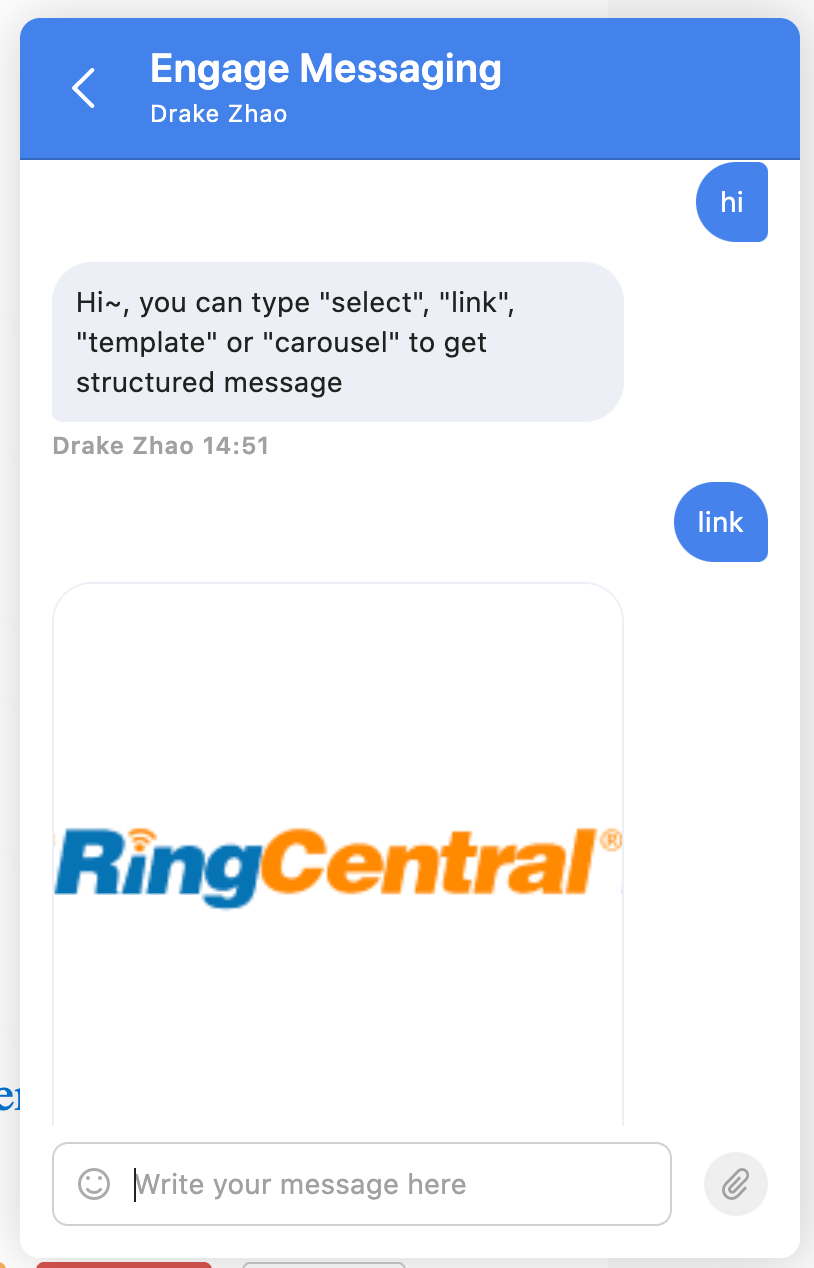 Engage Messaging
Drake Zhao
hi
Hi~, you can type "select", "link",
"template" or "carousel" to get
structured message
Drake Zhao 14:51
link
RingCentral®
Write your message here